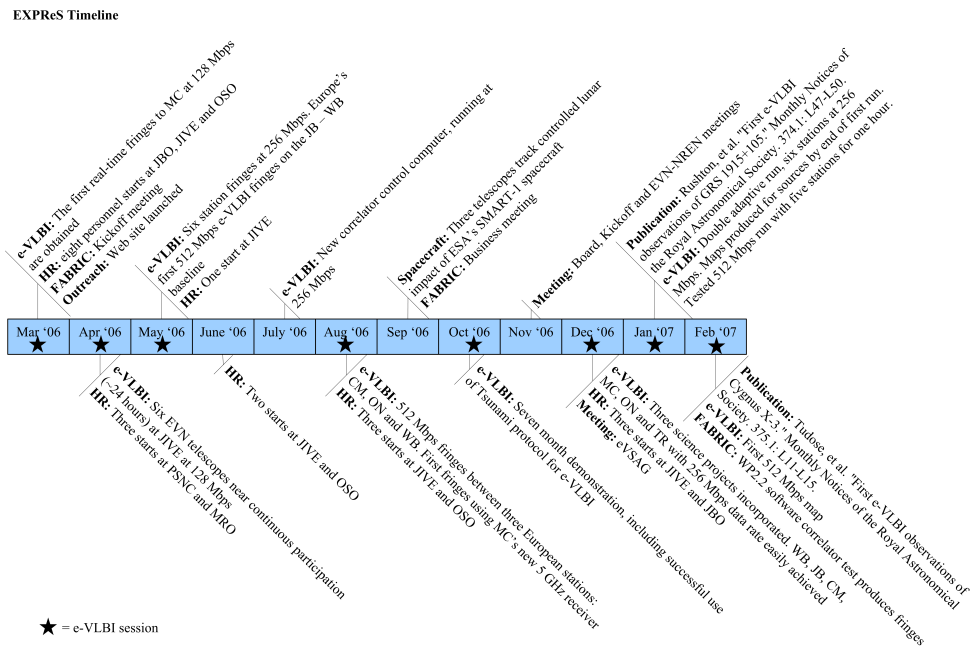 EXPReS Timeline
e-VLBI: The first real-time fringes to MC at 128 Mbps
are obtained
HR: eight personnel starts at JBO, JIVE and OSO
FABRIC: Kickoff meeting
Outreach: Web site launched
e-VLBI: Six station fringes at 256 Mbps, Europe's
first 512 Mbps e-VLBI fringes on the JB – WB
baseline
HR: One start at JIVE
e-VLBI: New correlator control computer, running at
256 Mbps
Spacecraft: Three telescopes track controlled lunar
impact of ESA's SMART-1 spacecraft
FABRIC: Business meeting
Meeting: Board, Kickoff and EVN-NREN meetings
Publication: Rushton, et al. "First e-VLBI
observations of GRS 1915+105." Monthly Notices of
the Royal Astronomical Society. 374.1: L47-L50.
e-VLBI: Double adaptive run, six stations at 256
Mbps. Maps produced for sources by end of first run.
Tested 512 Mbps run with five stations for one hour.
Mar '06
Apr '06
May '06
June '06
July '06
Aug '06
Sep '06
Oct '06
Nov '06
Dec '06
Jan '07
Feb '07
e-VLBI: Six EVN telescopes near continuous participation
(~24 hours) at JIVE at 128 Mbps
HR: Three starts at PSNC and MRO
HR: Two starts at JIVE and OSO
e-VLBI: 512 Mbps fringes between three European stations:
CM, ON and WB. First fringes using MC's new 5 GHz receiver
HR: Three starts at JIVE and OSO
e-VLBI: Seven month demonstration, including successful use
of Tsunami protocol for e-VLBI
e-VLBI: Three science projects incorporated. WB, JB, CM,
MC, ON and TR with 256 Mbps data rate easily achieved
HR: Three starts at JIVE and JBO
Meeting: eVSAG
Publication: Tudose, et al. "First e-VLBI observations of
Cygnus X-3." Monthly Notices of the Royal Astronomical
Society. 375.1: L11-L15.
e-VLBI: First 512 Mbps map
FABRIC: WP2.2 software correlator test produces fringes
= e-VLBI session